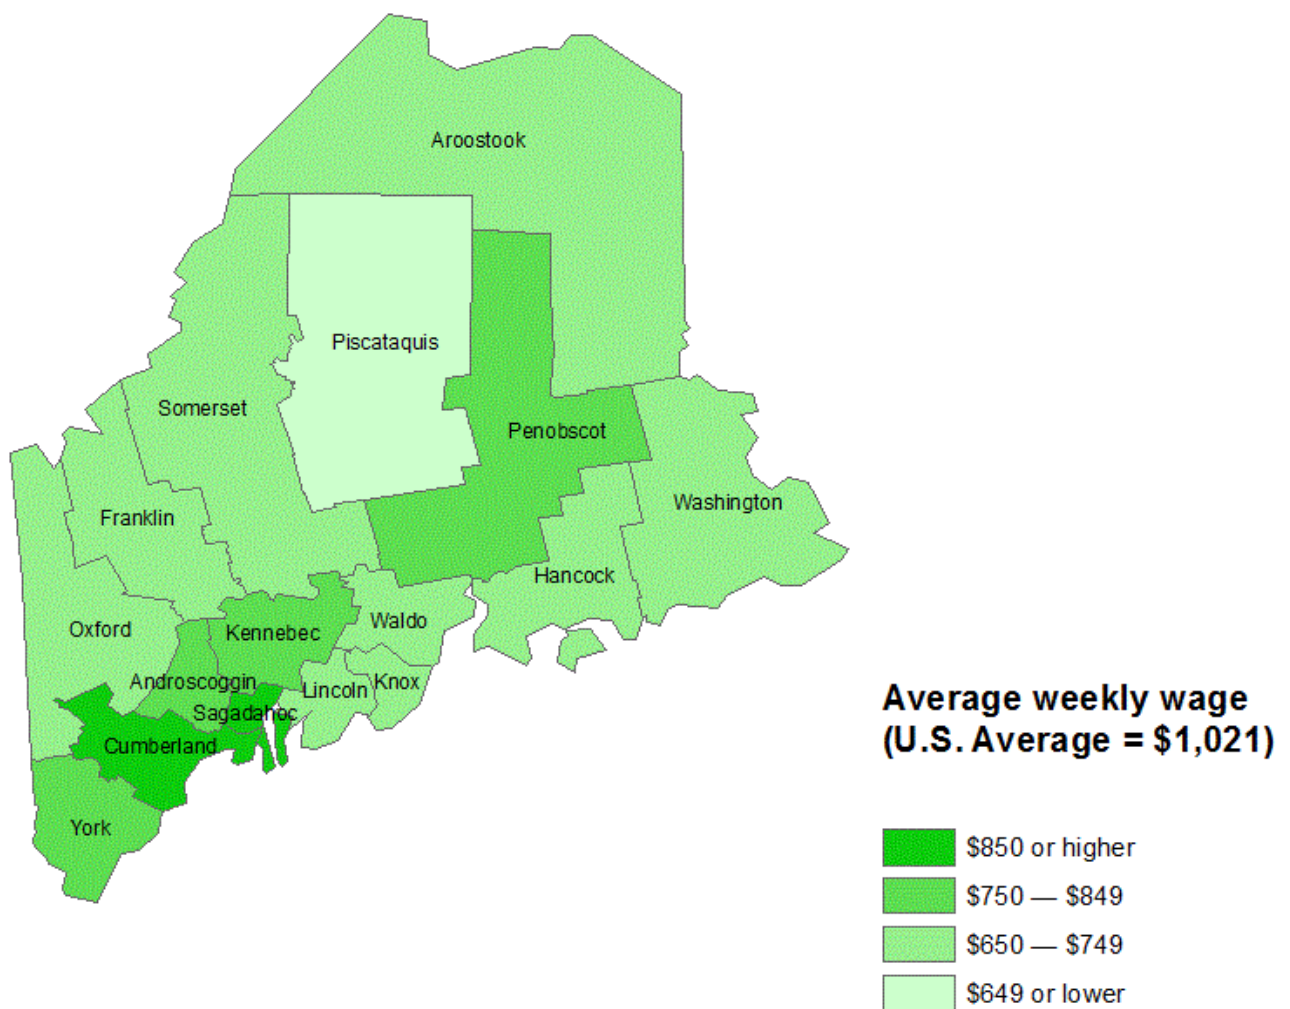 Aroostook
Piscataquis
Somerset
Penobscot
Washington
Franklin
Hancock
Waldo
Oxford
Kennebec
Androscoggin
Lincoln
Knox
Sagadahoc
Cumberland
York
Average weekly wage
(U.S. Average = $1,021)
$850 or higher
$750 — $849
$650 — $749
$649 or lower